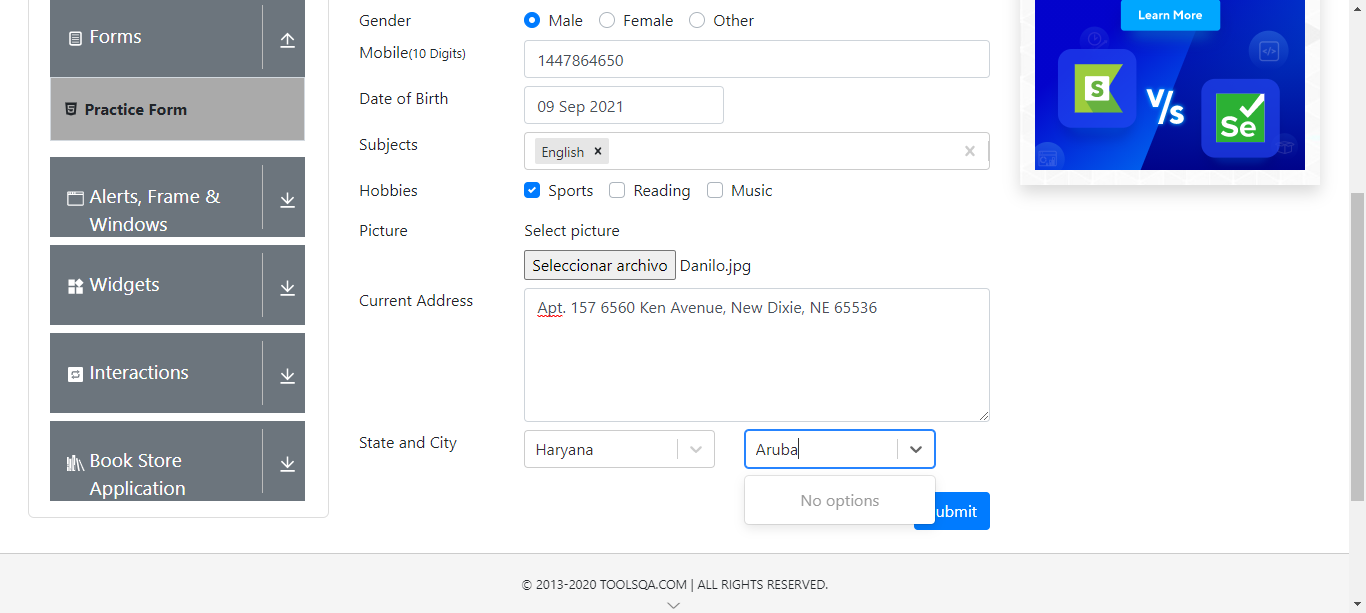 Forms
Practice Form
Alerts, Frame &
Windows
Widgets
Interactions
Book Store
Application
Gender
Male
Female
Other
Mobile(10 Digits)
1447864650
Date of Birth
09 Sep 2021
Subjects
English ×
×
Hobbies
Sports
Reading
Music
Picture
Select picture
Seleccionar archivo Danilo.jpg
Current Address
Apt. 157 6560 Ken Avenue, New Dixie, NE 65536
State and City
Haryana
Aruba
No options
ubmit
Learn More
S
V/s
Se
© 2013-2020 TOOLSQA.COM | ALL RIGHTS RESERVED.